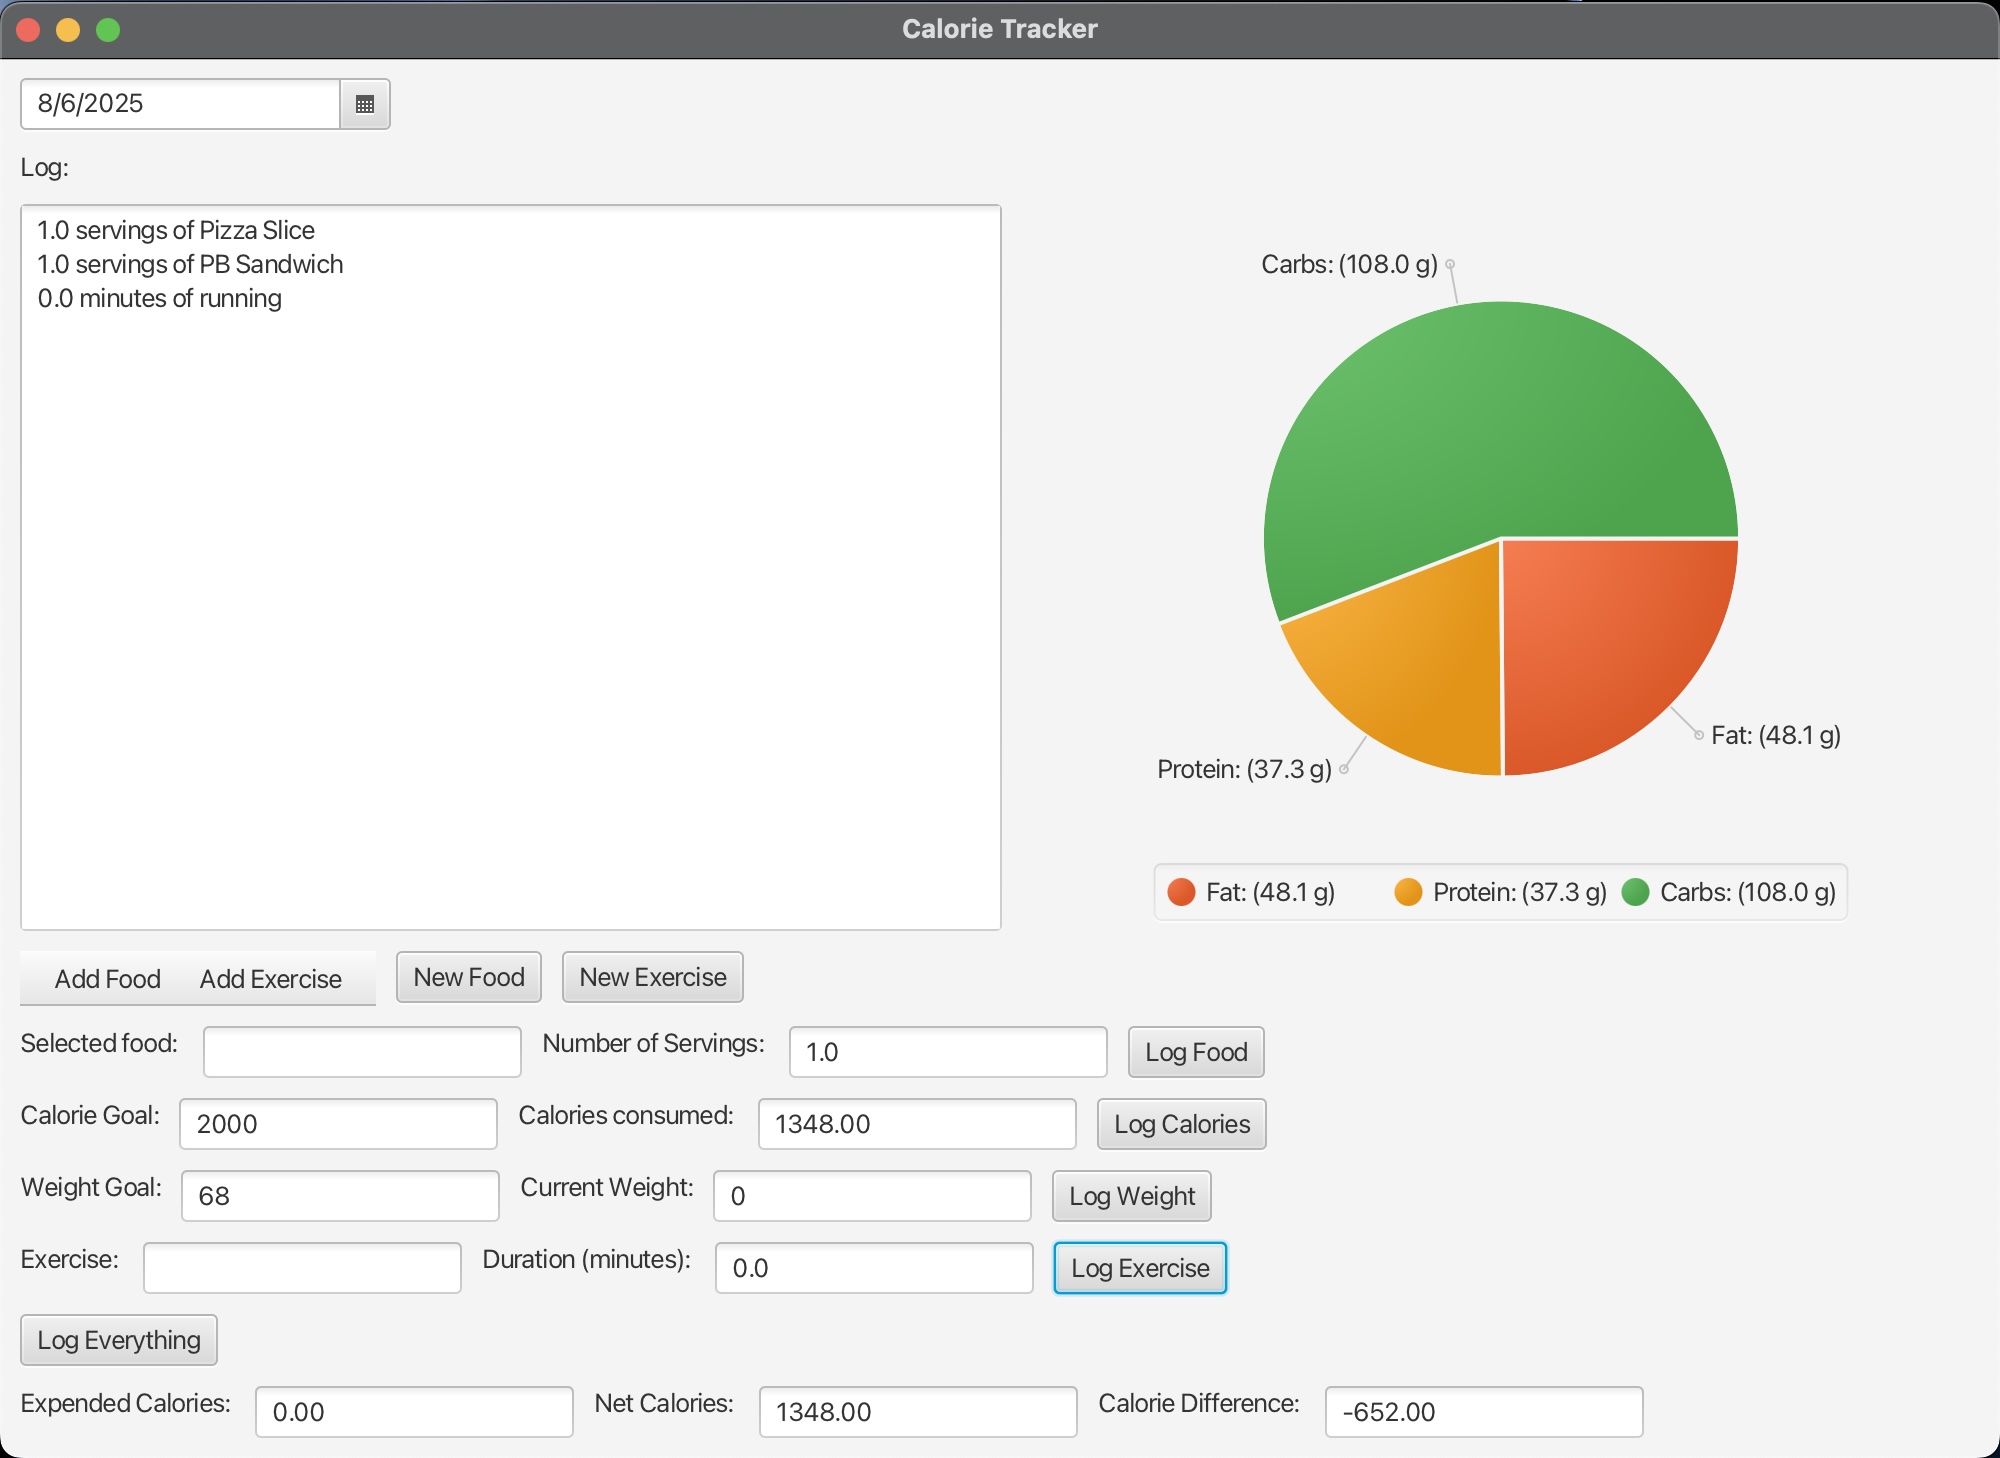 Calorie Tracker
8/6/2025
Log:
1.0 servings of Pizza Slice
1.0 servings of PB Sandwich
0.0 minutes of running
Carbs: (108.0 g)
Fat: (48.1 g)
Protein: (37.3 g)
Fat: (48.1 g) Protein: (37.3 g) Carbs: (108.0 g)
Add Food Add Exercise New Food New Exercise
Selected food: Number of Servings: 1.0 Log Food
Calorie Goal: 2000 Calories consumed: 1348.00 Log Calories
Weight Goal: 68 Current Weight: 0 Log Weight
Exercise: Duration (minutes): 0.0 Log Exercise
Log Everything
Expended Calories: 0.00 Net Calories: 1348.00 Calorie Difference: -652.00